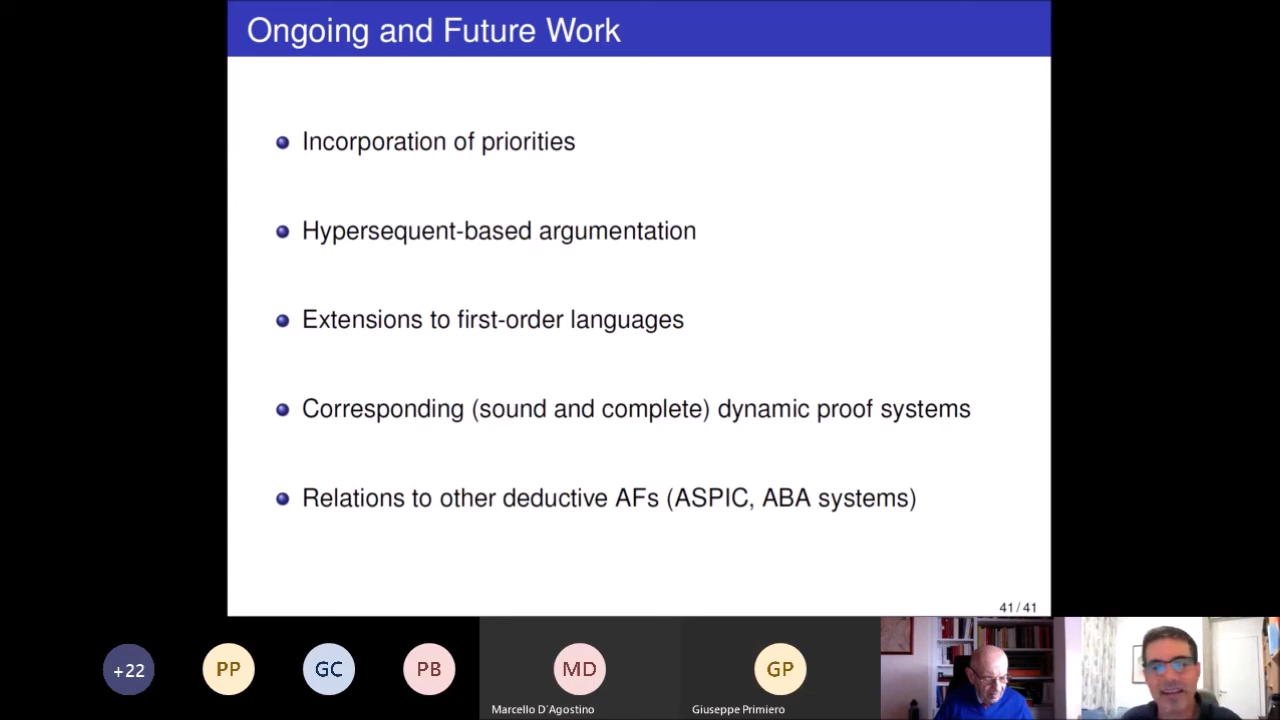 Ongoing and Future Work
Incorporation of priorities
Hypersequent-based argumentation
Extensions to first-order languages
Corresponding (sound and complete) dynamic proof systems
Relations to other deductive AFs (ASPIC, ABA systems)
41 / 41
+22
PP
GC
PB
MD
GP
Marcello D'Agostino
Giuseppe Primiero